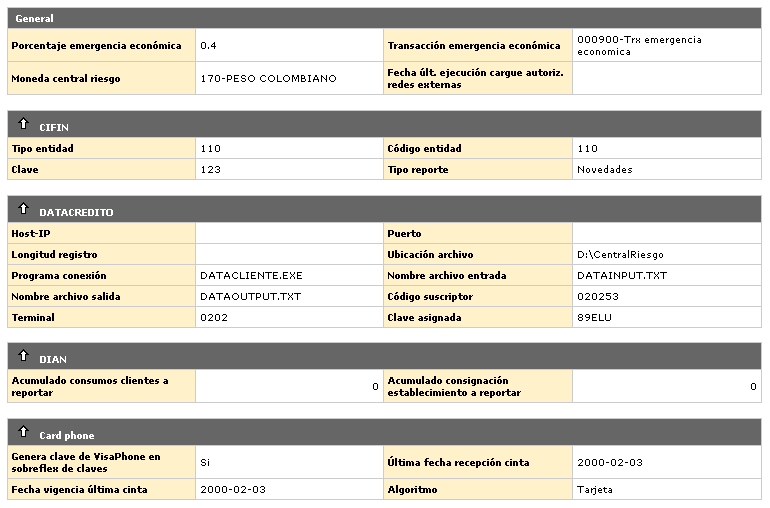 General
Porcentaje emergencia económica 0.4 Transacción emergencia económica 000900-Trx emergencia
economica
Moneda central riesgo 170-PESO COLOMBIANO Fecha últ. ejecución cargue autoriz.
redes externas
CIFIN
Tipo entidad 110 Código entidad 110
Clave 123 Tipo reporte Novedades
DATACREDITO
Host-IP Puerto
Longitud registro Ubicación archivo D:\CentralRiesgo
Programa conexión DATACLIENTE.EXE Nombre archivo entrada DATAINPUT.TXT
Nombre archivo salida DATAOUTPUT.TXT Código suscriptor 020253
Terminal 0202 Clave asignada 89ELU
DIAN
Acumulado consumos clientes a
reportar 0 Acumulado consignación
establecimiento a reportar 0
Card phone
Genera clave de VisaPhone en
sobreflex de claves Si Última fecha recepción cinta 2000-02-03
Fecha vigencia última cinta 2000-02-03 Algoritmo Tarjeta